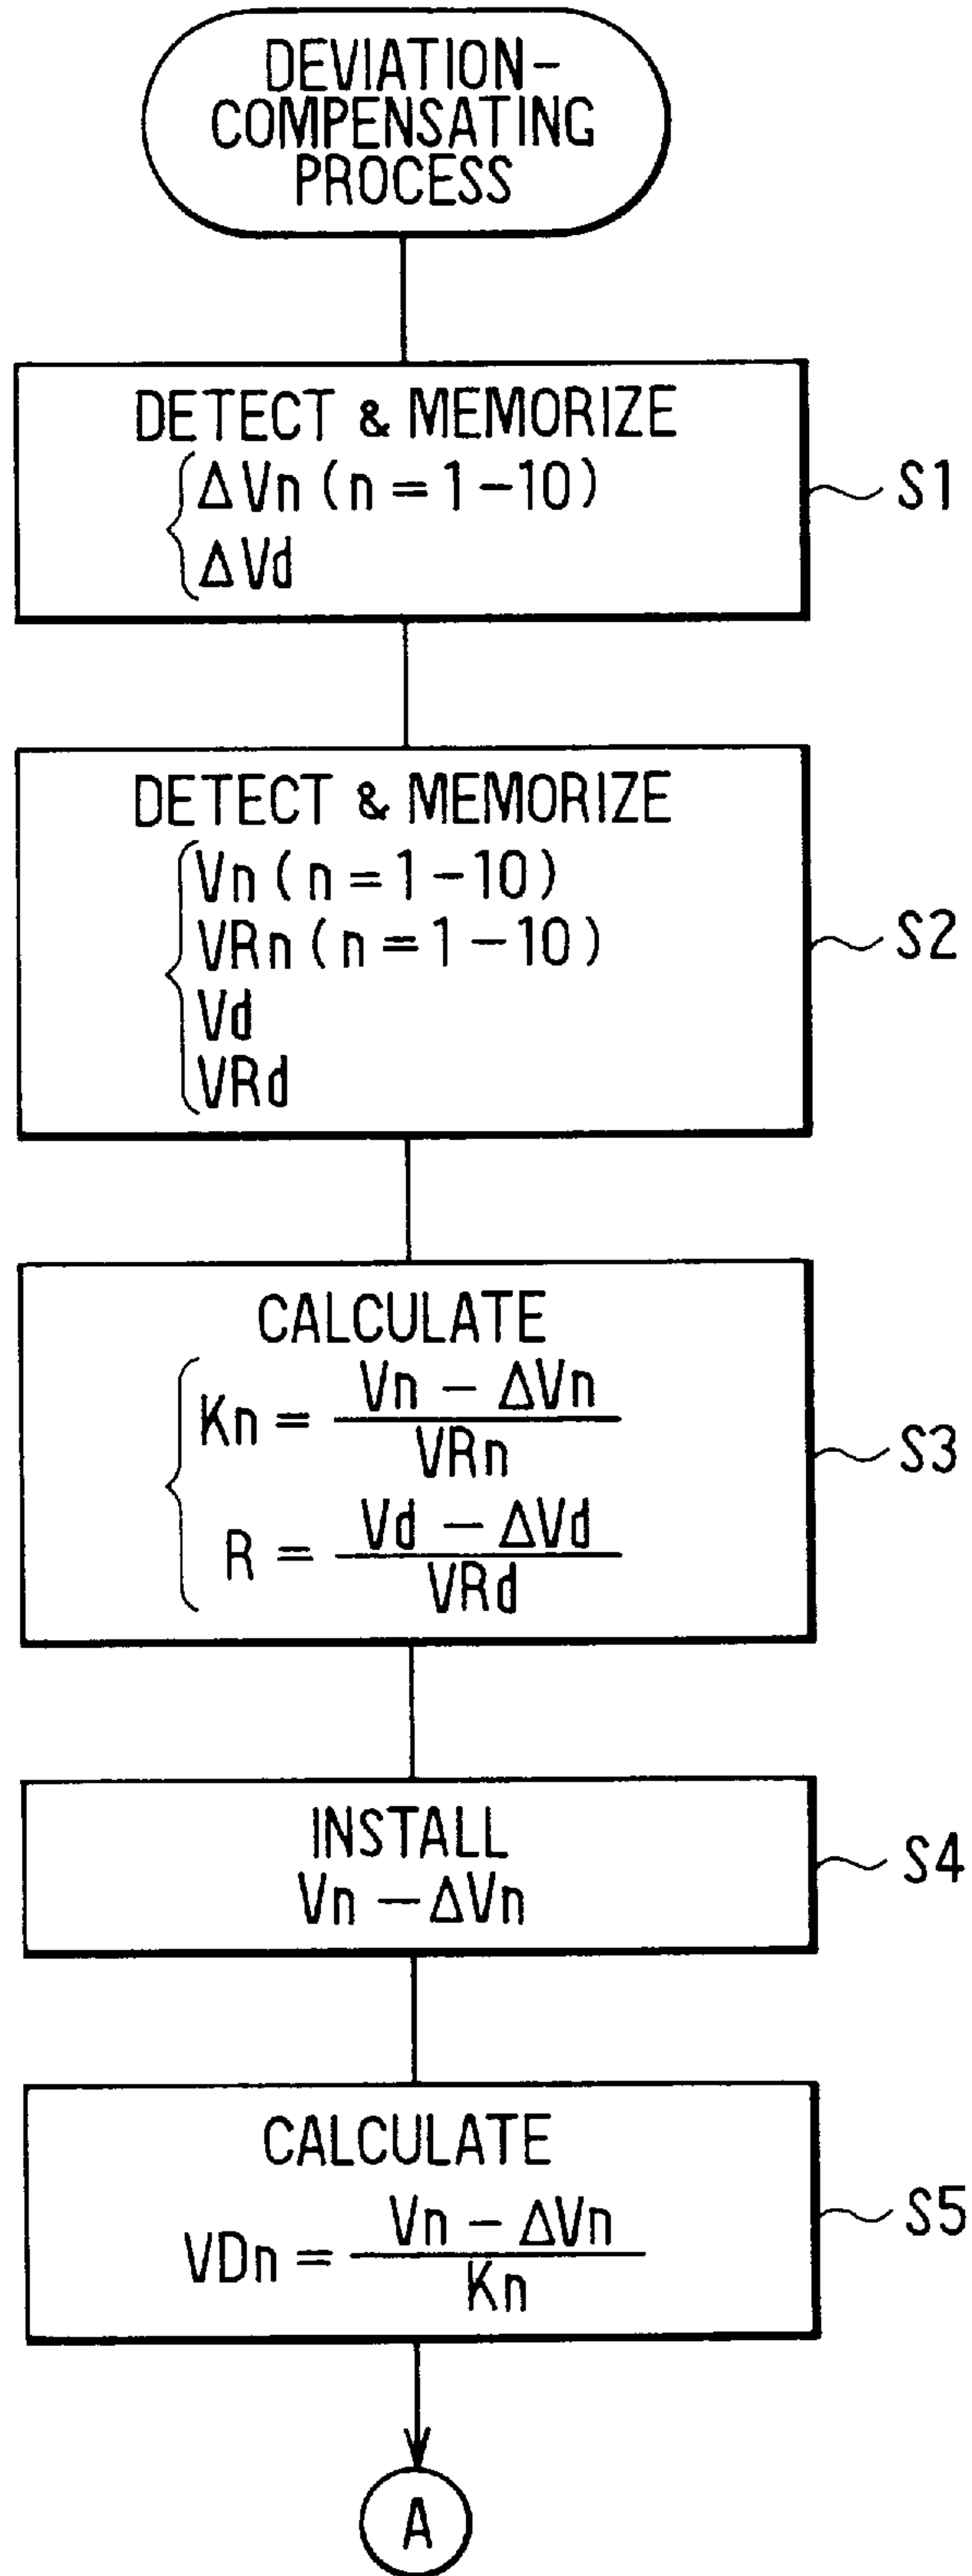 DEVIATION-
COMPENSATING
PROCESS
DETECT & MEMORIZE
ΔVn (n = 1-10)
ΔVd
S1
DETECT & MEMORIZE
Vn (n = 1-10)
VRn (n = 1-10)
Vd
VRd
S2
CALCULATE
Kn = (Vn - ΔVn) / VRn
R = (Vd - ΔVd) / VRd
S3
INSTALL
Vn - ΔVn
S4
CALCULATE
VDn = (Vn - ΔVn) / Kn
S5
A